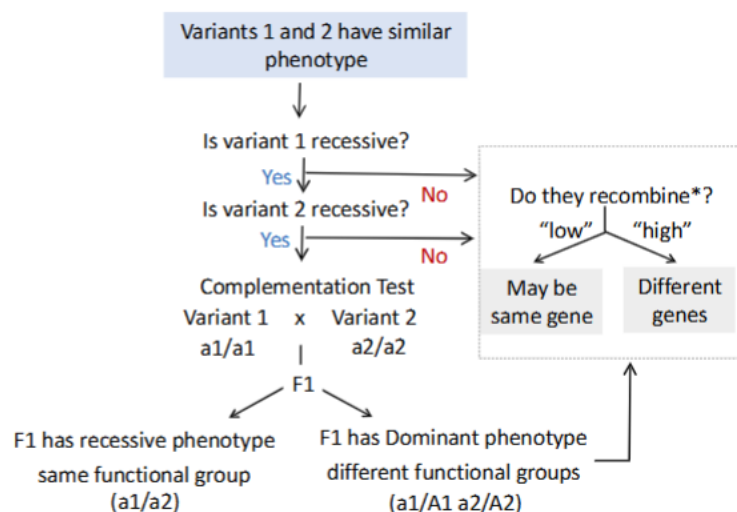 Variants 1 and 2 have similar
phenotype
Is variant 1 recessive?
Yes
No
Is variant 2 recessive?
Yes
No
Complementation Test
Variant 1 x Variant 2
a1/a1 a2/a2
F1
F1 has recessive phenotype
same functional group
(a1/a2)
F1 has Dominant phenotype
different functional groups
(a1/A1 a2/A2)
Do they recombine*?
“low” “high”
May be
same gene
Different
genes